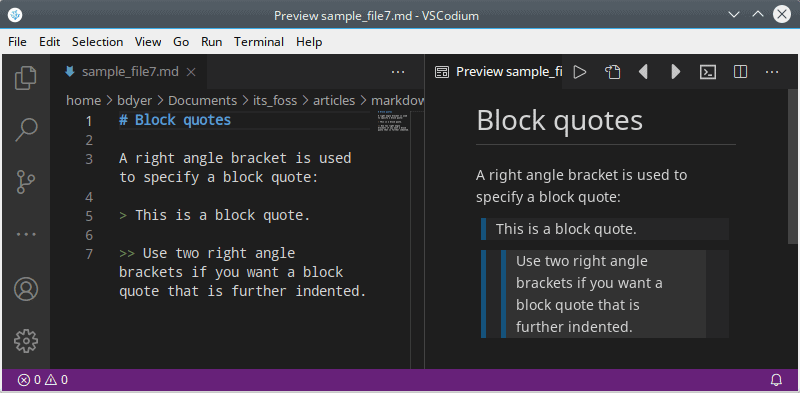 Preview sample_file7.md - VSCodium
File Edit Selection View Go Run Terminal Help
sample_file7.md
home > bdyer > Documents > its_foss > articles > markdow
1 # Block quotes
2
3 A right angle bracket is used
to specify a block quote:
4
5 > This is a block quote.
6
7 >> Use two right angle
brackets if you want a block
quote that is further indented.
Preview sample_fi
Block quotes
A right angle bracket is used to
specify a block quote:
This is a block quote.
Use two right angle
brackets if you want a
block quote that is
further indented.
0 0